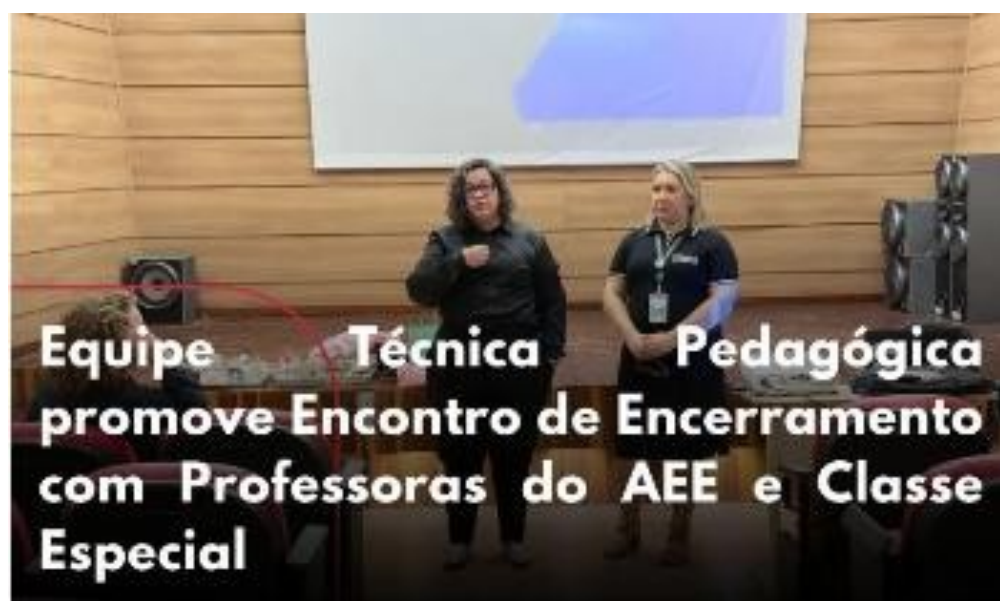 Equipe Técnica Pedagógica
promove Encontro de Encerramento
com Professoras do AEE e Classe
Especial